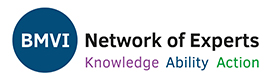 BMVI Network of Experts
Knowledge Ability Action